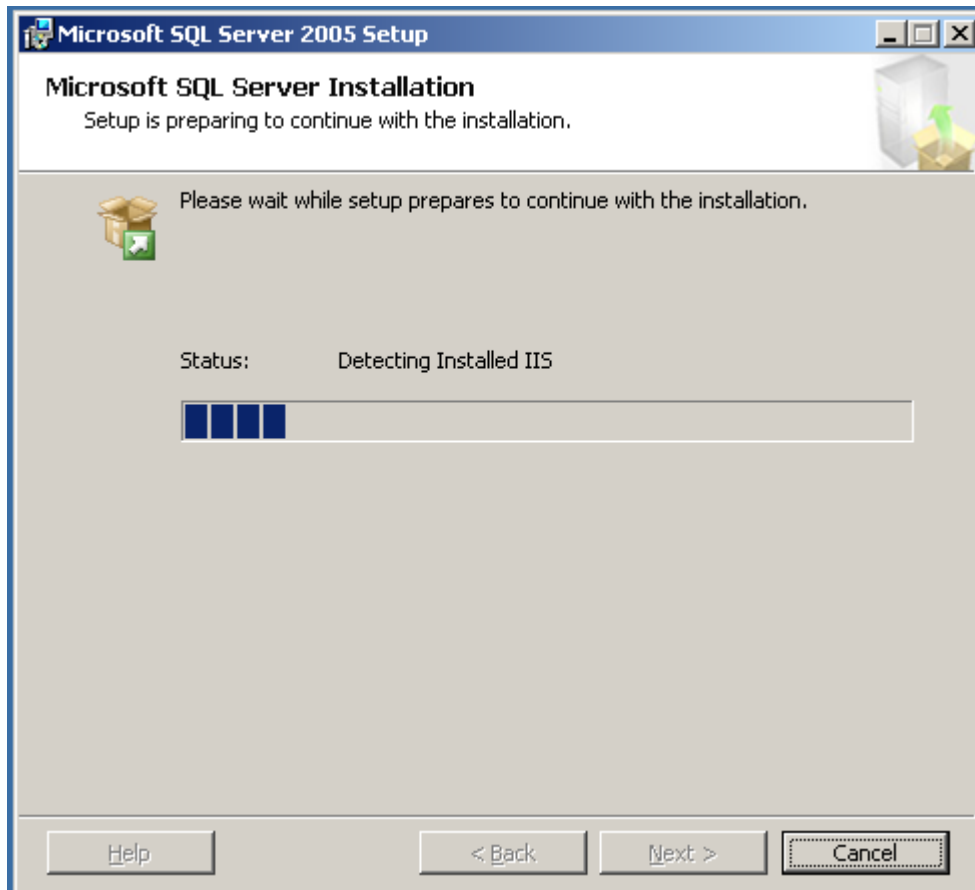 Microsoft SQL Server 2005 Setup
Microsoft SQL Server Installation
Setup is preparing to continue with the installation.
Please wait while setup prepares to continue with the installation.
Status: Detecting Installed IIS
Help < Back Next > Cancel